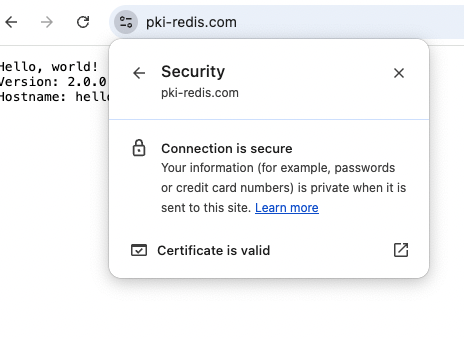 pki-redis.com
Hello, world!
Version: 2.0.0
Hostname:
Security
pki-redis.com
Connection is secure
Your information (for example, passwords
or credit card numbers) is private when it is
sent to this site. Learn more
Certificate is valid